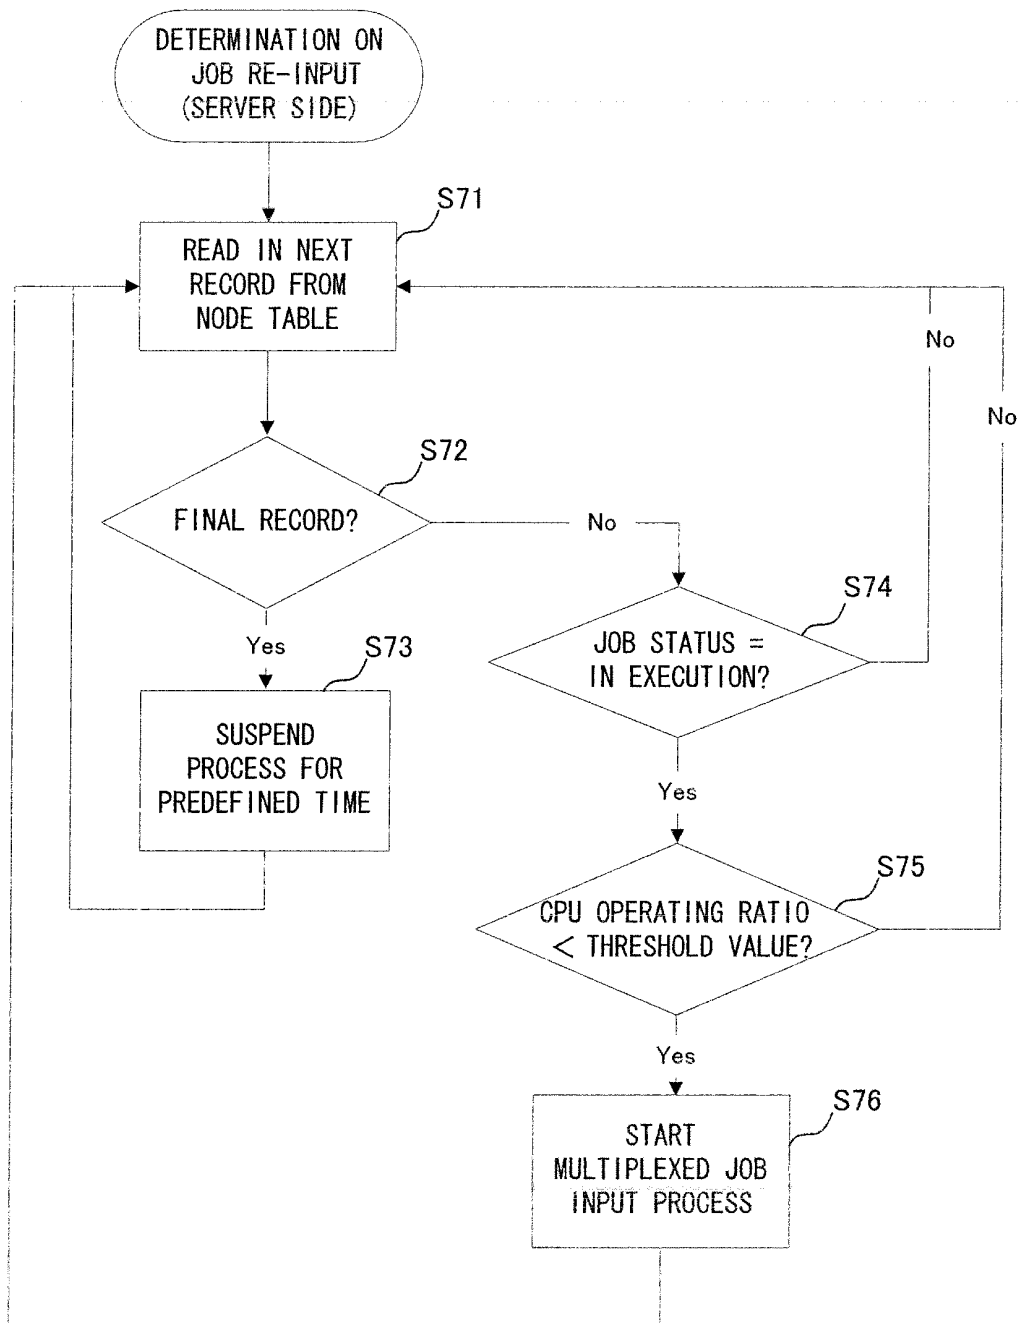 DETERMINATION ON
JOB RE-INPUT
(SERVER SIDE)
S71
READ IN NEXT
RECORD FROM
NODE TABLE
No
No
S72
FINAL RECORD?
No
S74
JOB STATUS =
IN EXECUTION?
Yes
S73
SUSPEND
PROCESS FOR
PREDEFINED TIME
Yes
S75
CPU OPERATING RATIO
< THRESHOLD VALUE?
Yes
S76
START
MULTIPLEXED JOB
INPUT PROCESS